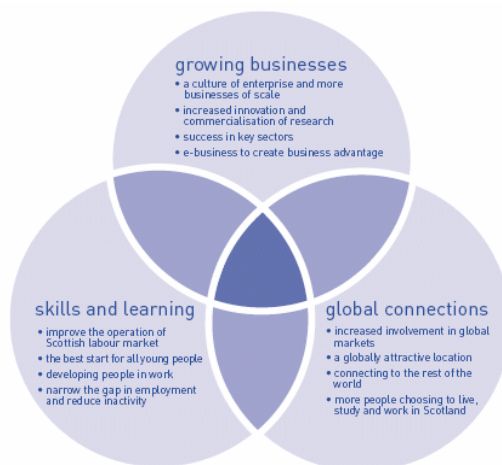 growing businesses
• a culture of enterprise and more
businesses of scale
• increased innovation and
commercialisation of research
• success in key sectors
• e-business to create business advantage
skills and learning
• improve the operation of
Scottish labour market
• the best start for all young people
• developing people in work
• narrow the gap in employment
and reduce inactivity
global connections
• increased involvement in global
markets
• a globally attractive location
• connecting to the rest of the
world
• more people choosing to live,
study and work in Scotland